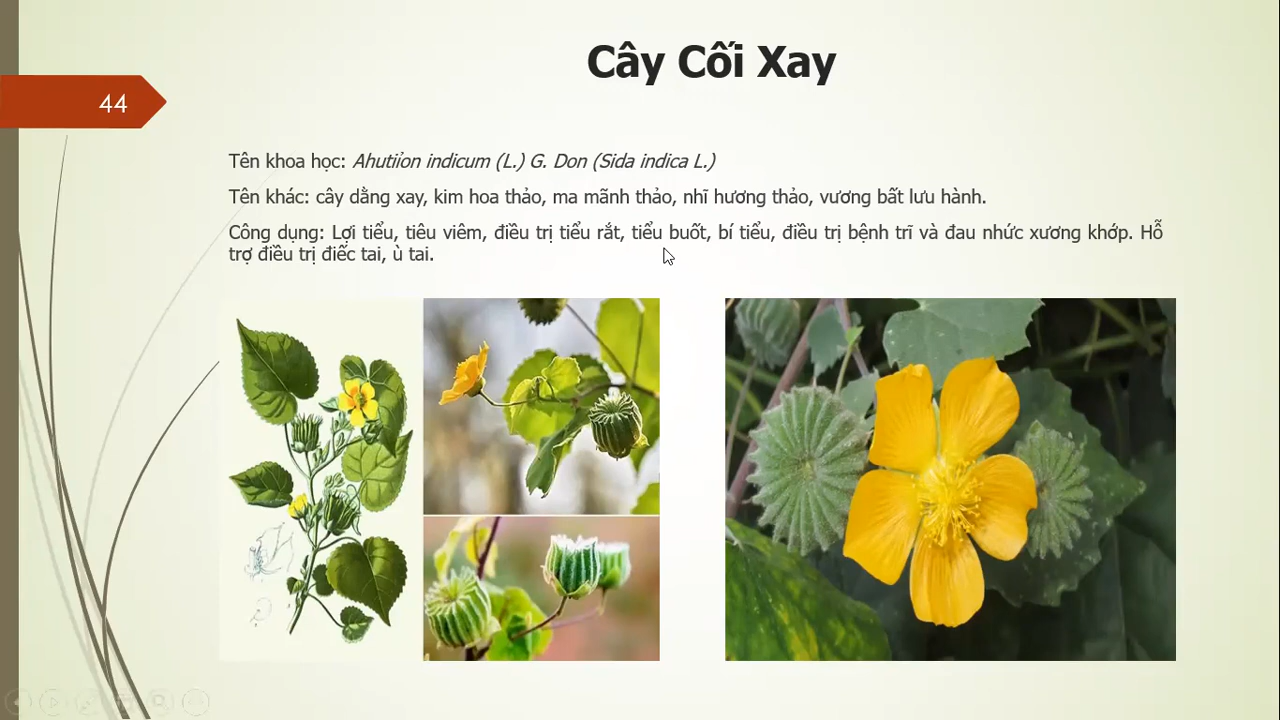 Cây Cối Xay
44
Tên khoa học: Ahutiỉon indicum (L.) G. Don (Sida indica L.)
Tên khác: cây dằng xay, kim hoa thảo, ma mãnh thảo, nhĩ hương thảo, vương bất lưu hành.
Công dụng: Lợi tiểu, tiêu viêm, điều trị tiểu rắt, tiểu buốt, bí tiểu, điều trị bệnh trĩ và đau nhức xương khớp. Hỗ
trợ điều trị điếc tai, ù tai.